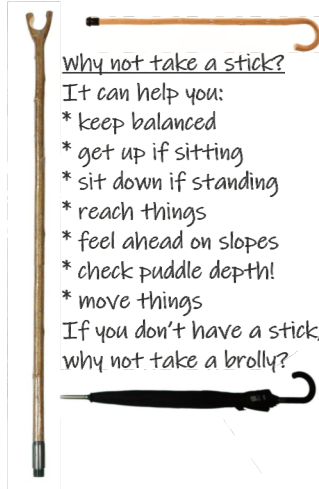 Why not take a stick?
It can help you:
* keep balanced
* get up if sitting
* sit down if standing
* reach things
* feel ahead on slopes
* check puddle depth!
* move things
If you don't have a stick,
why not take a brolly?